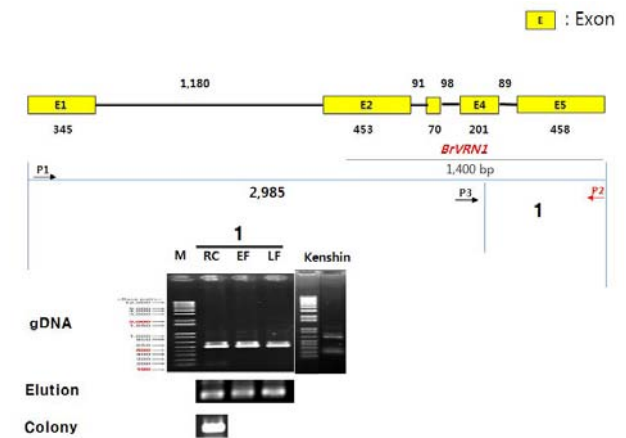 E : Exon
1,180 91 98 89
E1 E2 E4 E5
345 453 70 201 458
BrVRN1
P1 1,400 bp
2,985 P3 P2
1
1
M RC EF LF Kenshin
gDNA
Elution
Colony